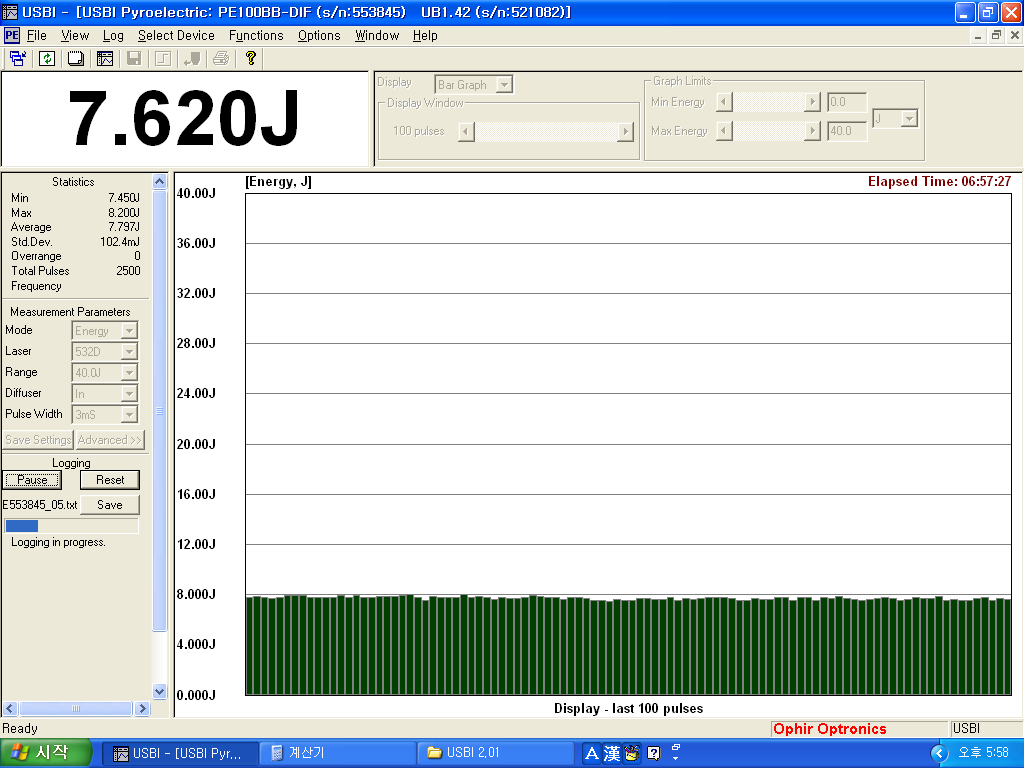 USBI - [USBI Pyroelectric: PE100BB-DIF (s/n:553845) UB1.42 (s/n:521082)]
PE File View Log Select Device Functions Options Window Help
7.620J
Display Bar Graph
Display Window
100 pulses
Graph Limits
Min Energy 0.0
Max Energy 40.0
J
Statistics
Min 7.450J
Max 8.200J
Average 7.797J
Std.Dev. 102.4mJ
Overrange 0
Total Pulses 2500
Frequency
Measurement Parameters
Mode Energy
Laser 532D
Range 40.0J
Diffuser In
Pulse Width 3mS
Save Settings Advanced >>
Logging
Pause Reset
E553845_05.txt Save
Logging in progress.
[Energy, J] Elapsed Time: 06:57:27
40.00J
36.00J
32.00J
28.00J
24.00J
20.00J
16.00J
12.00J
8.000J
4.000J
0.000J
Display - last 100 pulses
Ready Ophir Optronics USBI
시작 USBI - [USBI Pyr... 계산기 USBI 2.01 A 漢 오후 5:58